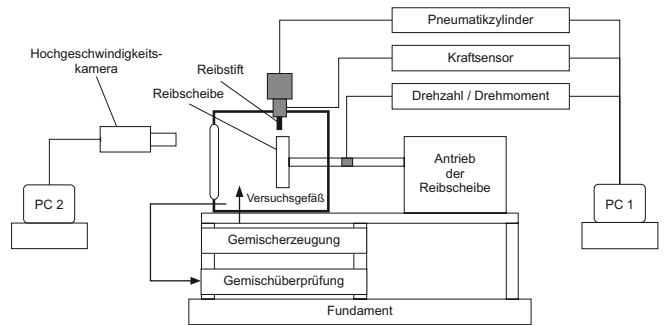 Pneumatikzylinder
Hochgeschwindigkeits-
kamera
Kraftsensor
Reibstift
Reibscheibe
Drehzahl / Drehmoment
Antrieb
der
Reibscheibe
PC 2
Versuchsgefäß
PC 1
Gemischerzeugung
Gemischüberprüfung
Fundament